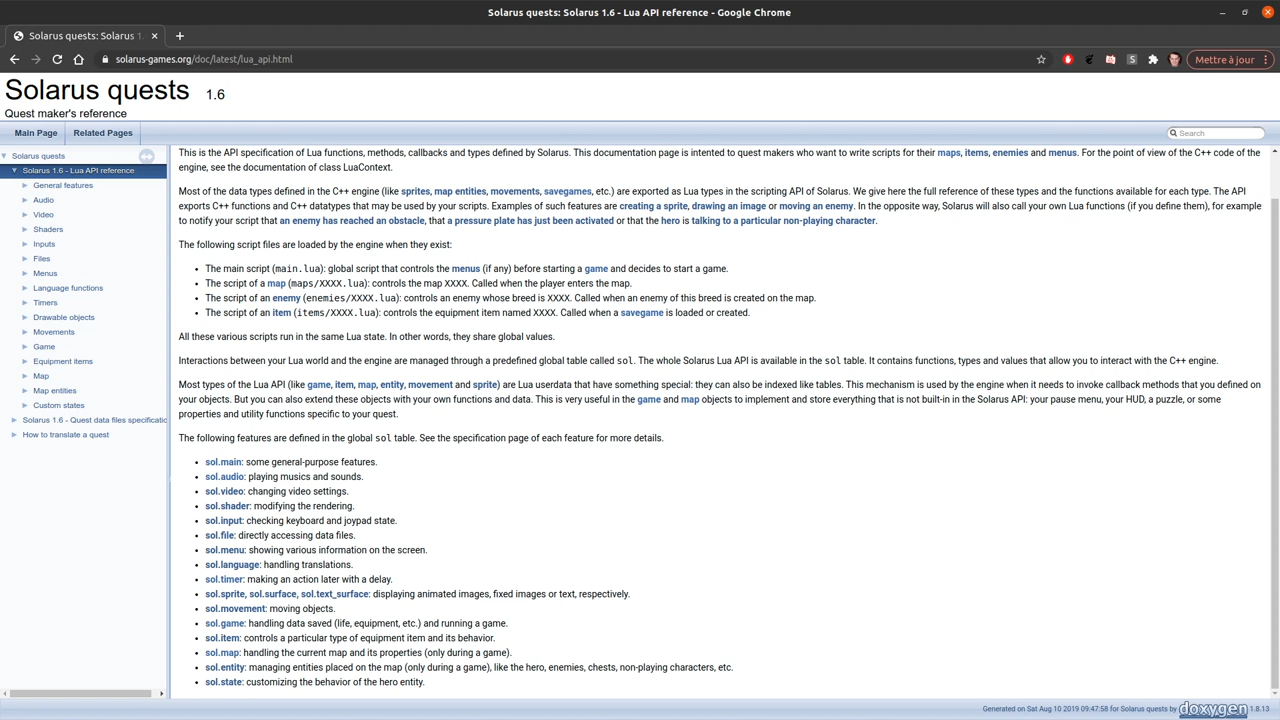 Solarus quests: Solarus 1.6 - Lua API reference - Google Chrome
Solarus quests: Solarus 1.
solarus-games.org/doc/latest/lua_api.html
Mettre à jour
Solarus quests 1.6
Quest maker's reference
Main Page
Related Pages
Search
Solarus quests
Solarus 1.6 - Lua API reference
General features
Audio
Video
Shaders
Inputs
Files
Menus
Language functions
Timers
Drawable objects
Movements
Game
Equipment items
Map
Map entities
Custom states
Solarus 1.6 - Quest data files specificatio
How to translate a quest
This is the API specification of Lua functions, methods, callbacks and types defined by Solarus. This documentation page is intended to quest makers who want to write scripts for their maps, items, enemies and menus. For the point of view of the C++ code of the
engine, see the documentation of class LuaContext.
Most of the data types defined in the C++ engine (like sprites, map entities, movements, savegames, etc.) are exported as Lua types in the scripting API of Solarus. We give here the full reference of these types and the functions available for each type. The API
exports C++ functions and C++ datatypes that may be used by your scripts. Examples of such features are creating a sprite, drawing an image or moving an enemy. In the opposite way, Solarus will also call your own Lua functions (if you define them), for example
to notify your script that an enemy has reached an obstacle, that a pressure plate has just been activated or that the hero is talking to a particular non-playing character.
The following script files are loaded by the engine when they exist:
• The main script (main.lua): global script that controls the menus (if any) before starting a game and decides to start a game.
• The script of a map (maps/XXXX.lua): controls the map XXXX. Called when the player enters the map.
• The script of an enemy (enemies/XXXX.lua): controls an enemy whose breed is XXXX. Called when an enemy of this breed is created on the map.
• The script of an item (items/XXXX.lua): controls the equipment item named XXXX. Called when a savegame is loaded or created.
All these various scripts run in the same Lua state. In other words, they share global values.
Interactions between your Lua world and the engine are managed through a predefined global table called sol. The whole Solarus Lua API is available in the sol table. It contains functions, types and values that allow you to interact with the C++ engine.
Most types of the Lua API (like game, item, map, entity, movement and sprite) are Lua userdata that have something special: they can also be indexed like tables. This mechanism is used by the engine when it needs to invoke callback methods that you defined on
your objects. But you can also extend these objects with your own functions and data. This is very useful in the game and map objects to implement and store everything that is not built-in in the Solarus API: your pause menu, your HUD, a puzzle, or some
properties and utility functions specific to your quest.
The following features are defined in the global sol table. See the specification page of each feature for more details.
• sol.main: some general-purpose features.
• sol.audio: playing musics and sounds.
• sol.video: changing video settings.
• sol.shader: modifying the rendering.
• sol.input: checking keyboard and joypad state.
• sol.file: directly accessing data files.
• sol.menu: showing various information on the screen.
• sol.language: handling translations.
• sol.timer: making an action later with a delay.
• sol.sprite, sol.surface, sol.text_surface: displaying animated images, fixed images or text, respectively.
• sol.movement: moving objects.
• sol.game: handling data saved (life, equipment, etc.) and running a game.
• sol.item: controls a particular type of equipment item and its behavior.
• sol.map: handling the current map and its properties (only during a game).
• sol.entity: managing entities placed on the map (only during a game), like the hero, enemies, chests, non-playing characters, etc.
• sol.state: customizing the behavior of the hero entity.
Generated on Sat Aug 10 2019 09:47:58 for Solarus quests by doxygen 1.8.13